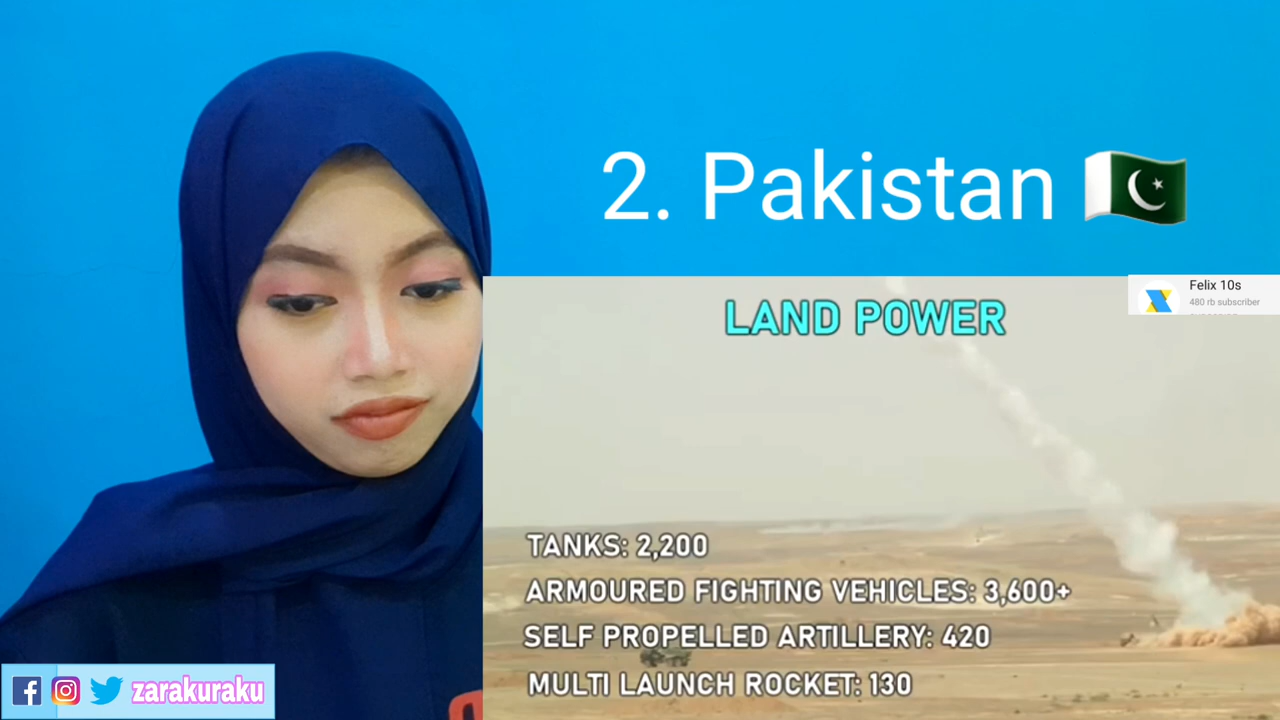 2. Pakistan
Felix 10s
480 rb subscriber
LAND POWER
TANKS: 2,200
ARMOURED FIGHTING VEHICLES: 3,600+
SELF PROPELLED ARTILLERY: 420
MULTI LAUNCH ROCKET: 130
zarakuraku